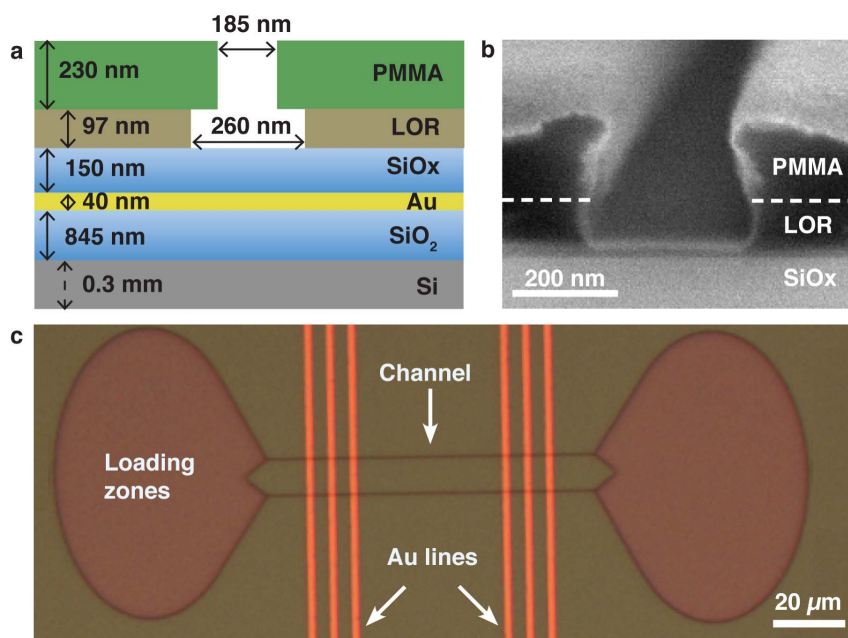 a
185 nm
230 nm
PMMA
97 nm
260 nm
LOR
150 nm
SiOx
40 nm
Au
845 nm
SiO₂
0.3 mm
Si
b
PMMA
LOR
200 nm
SiOx
c
Channel
Loading
zones
Au lines
20 μm